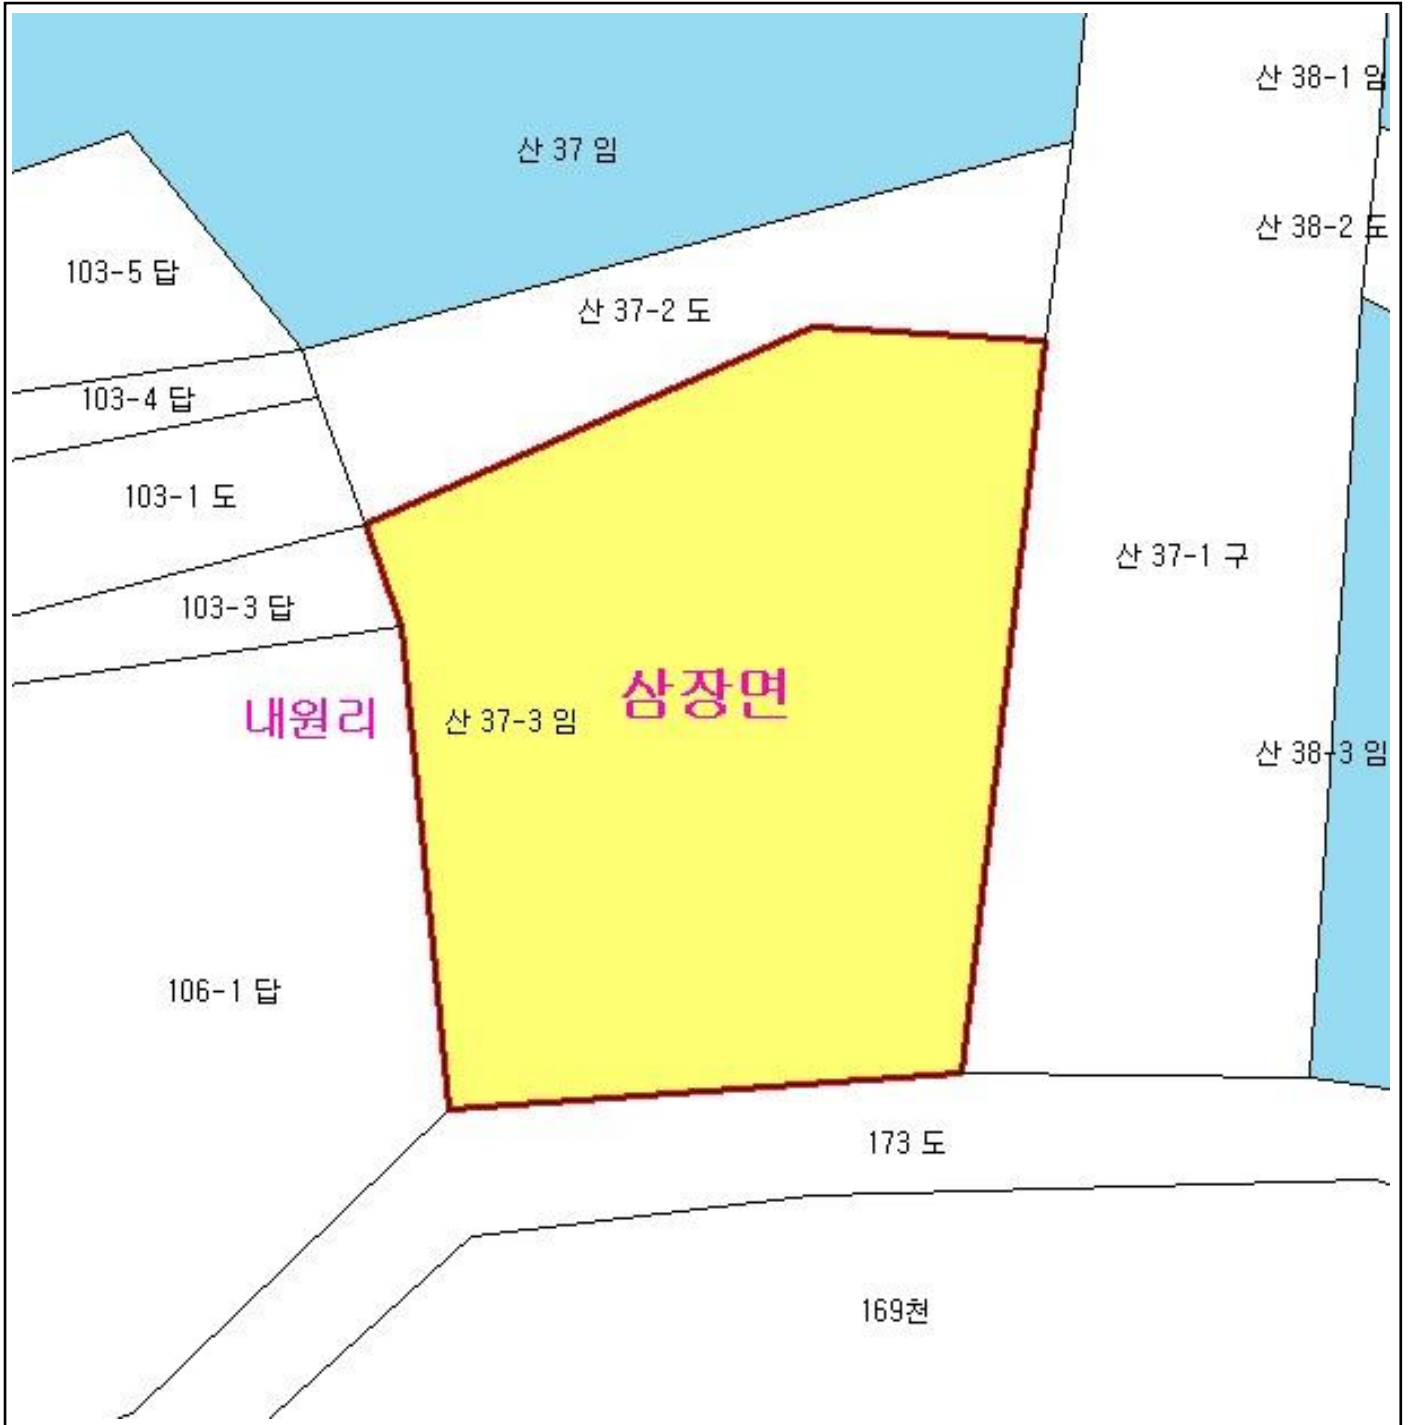 산 38-1 임
산 37 임
산 38-2 도
103-5 답
산 37-2 도
103-4 답
103-1 도
산 37-1 구
103-3 답
삼장면
내원리
산 37-3 임
산 38-3 임
106-1 답
173 도
169천